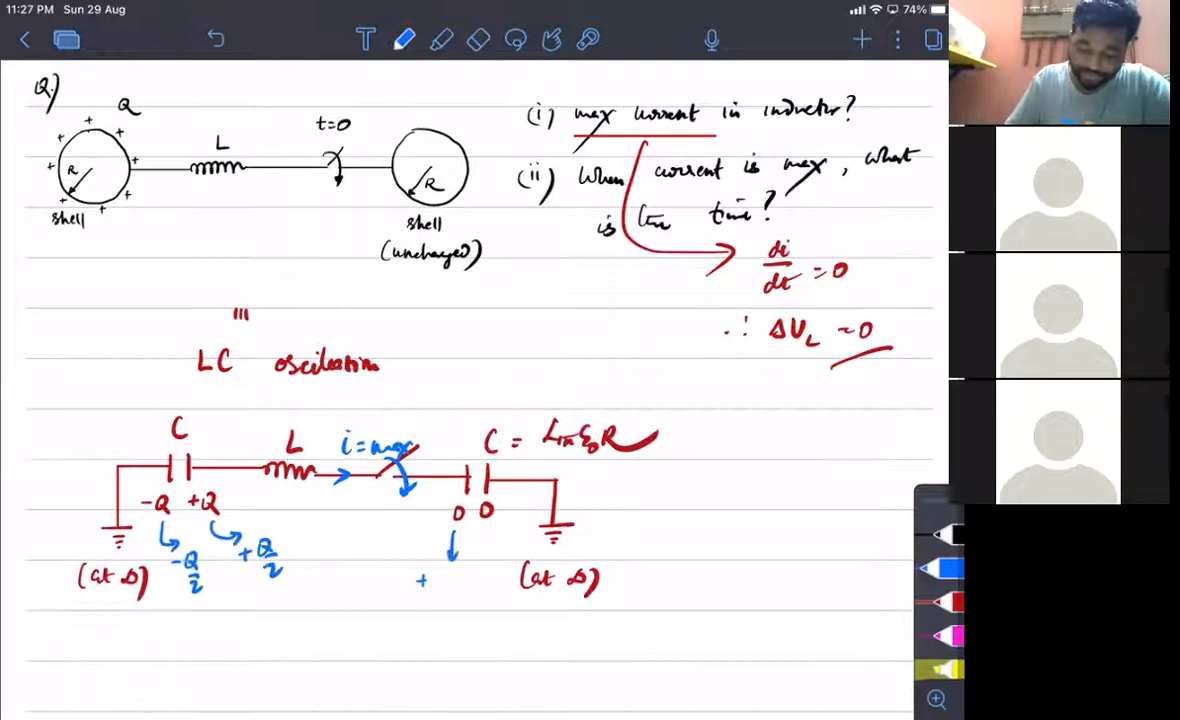 11:27 PM Sun 29 Aug
74%
T
Q)
Q
+ + + + + + + + +
R
shell
L
t=0
R
shell
(uncharged)
(i) max current in inductor?
(ii) When current is max, what
is the time?
di/dt = 0
∴ ΔV_L = 0
≡
LC oscillation
C
L
i = max
C = 4πε₀R
-Q +Q
0 0
-Q/2
+Q/2
+
(at ∞)
(at ∞)